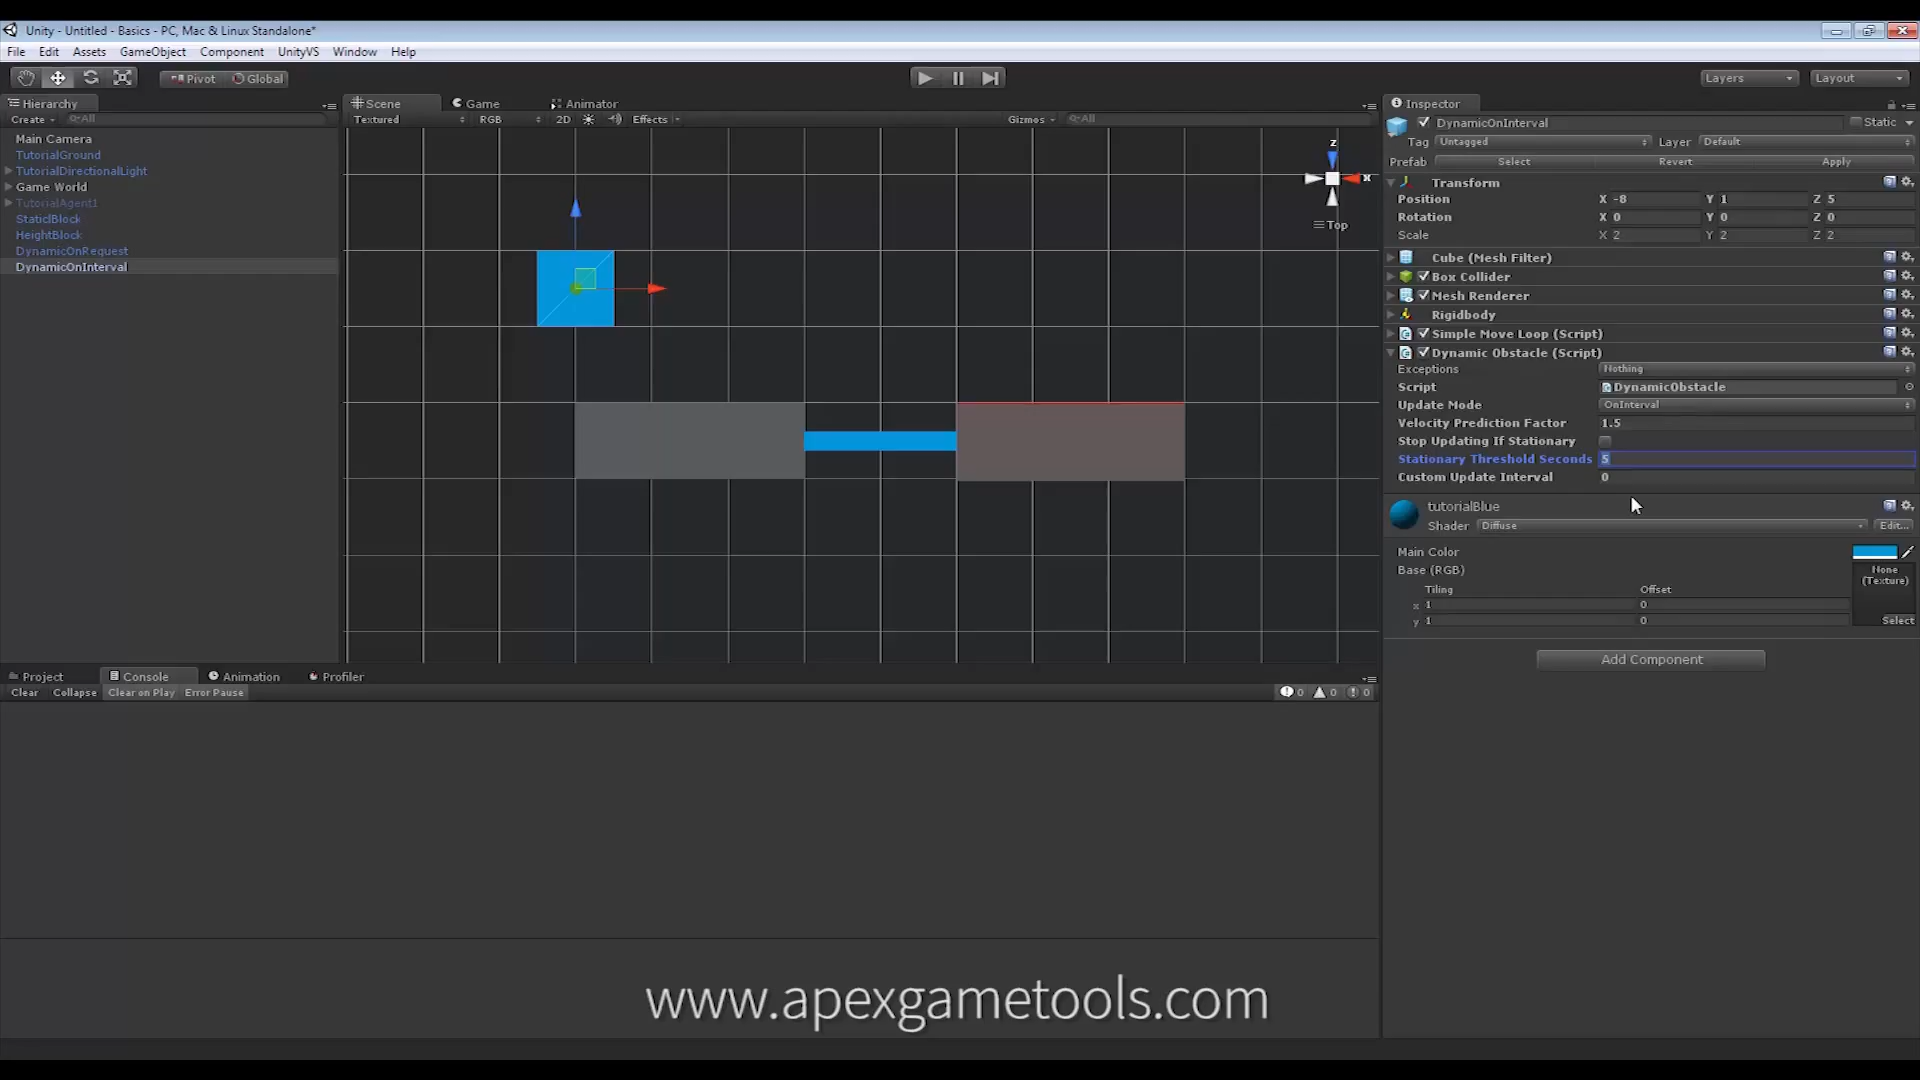 Unity - Untitled - Basics - PC, Mac & Linux Standalone*
File Edit Assets GameObject Component UnityVS Window Help
Pivot Global Layers Layout
Hierarchy Scene Game Animator Inspector
Create All Textured RGB 2D Effects Gizmos All
DynamicOnInterval Static
Tag Untagged Layer Default
Prefab Select Revert Apply
Main Camera
TutorialGround
TutorialDirectionalLight
Game World
TutorialAgent1
StaticlBlock
HeightBlock
DynamicOnRequest
DynamicOnInterval
z
x
Top
Transform
Position X -8 Y 1 Z 5
Rotation X 0 Y 0 Z 0
Scale X 2 Y 2 Z 2
Cube (Mesh Filter)
Box Collider
Mesh Renderer
Rigidbody
Simple Move Loop (Script)
Dynamic Obstacle (Script)
Exceptions Nothing
Script DynamicObstacle
Update Mode OnInterval
Velocity Prediction Factor 1.5
Stop Updating If Stationary
Stationary Threshold Seconds 5
Custom Update Interval 0
tutorialBlue
Shader Diffuse Edit...
Main Color
Base (RGB)
None
(Texture)
Tiling Offset
x 1 0
y 1 0
Select
Add Component
Project Console Animation Profiler
Clear Collapse Clear on Play Error Pause 0 0 0
www.apexgametools.com